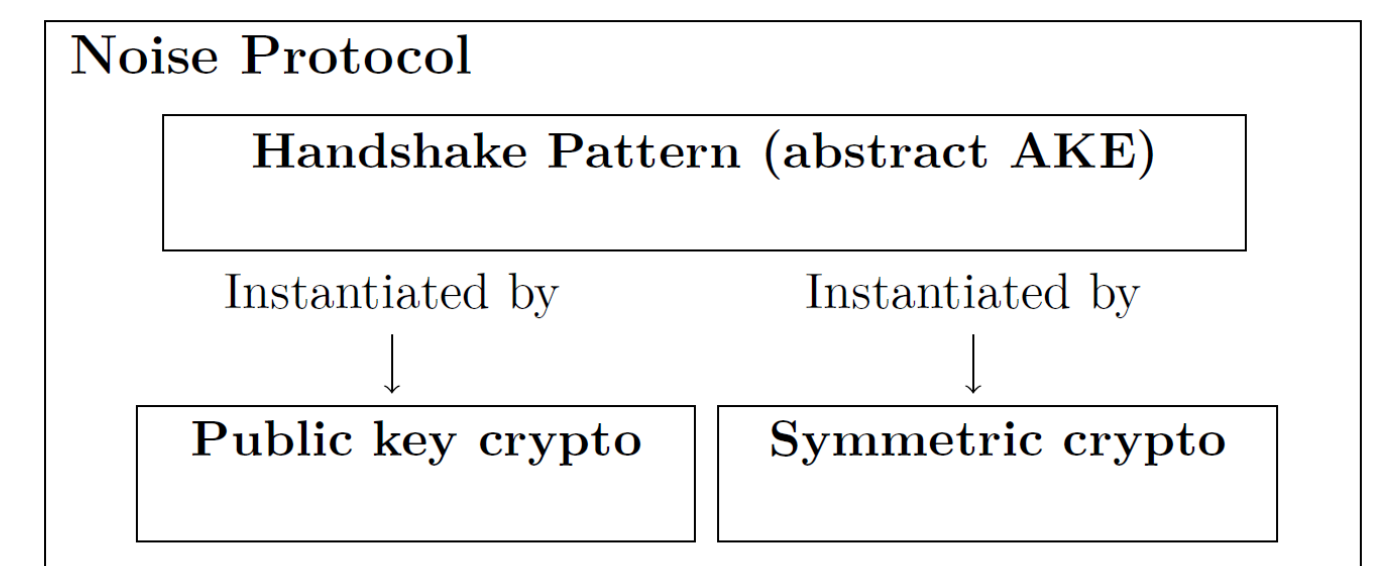 Noise Protocol
Handshake Pattern (abstract AKE)
Instantiated by
Instantiated by
Public key crypto
Symmetric crypto